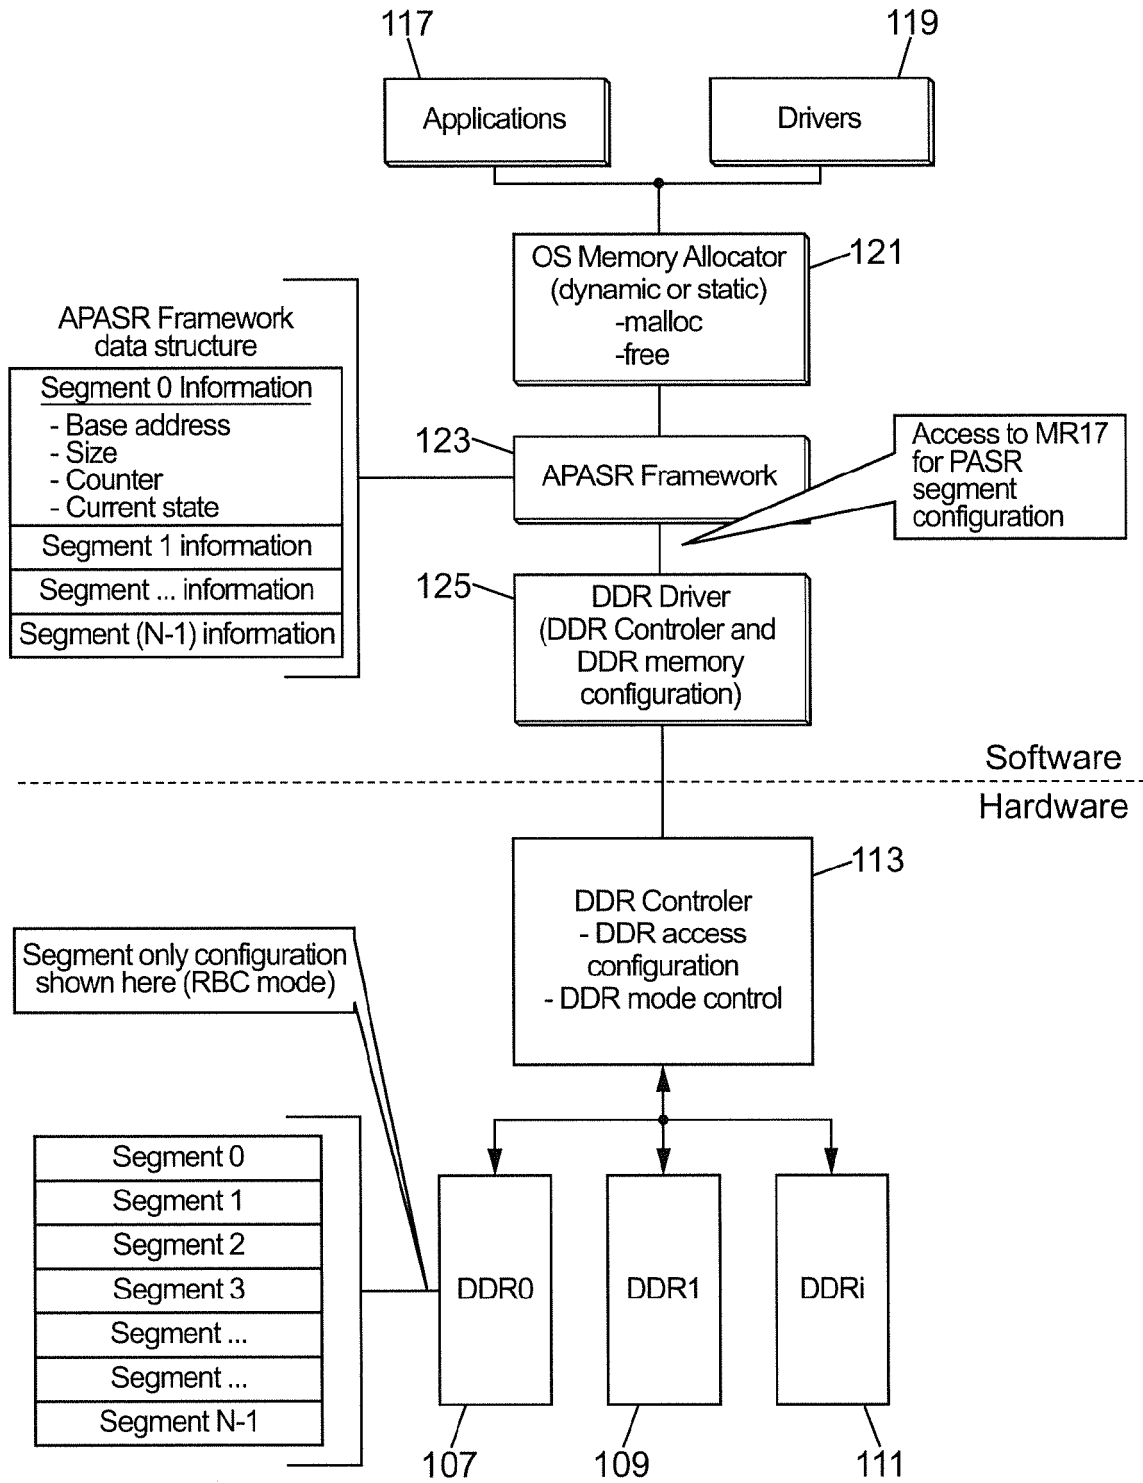 117
119
Applications
Drivers
OS Memory Allocator
(dynamic or static)
-malloc
-free
121
APASR Framework
data structure
Segment 0 Information
- Base address
- Size
- Counter
- Current state
Segment 1 information
Segment ... information
Segment (N-1) information
123
APASR Framework
Access to MR17
for PASR
segment
configuration
125
DDR Driver
(DDR Controler and
DDR memory
configuration)
Software
Hardware
113
DDR Controler
- DDR access
configuration
- DDR mode control
Segment only configuration
shown here (RBC mode)
Segment 0
Segment 1
Segment 2
Segment 3
Segment ...
Segment ...
Segment N-1
DDR0
DDR1
DDRi
107
109
111